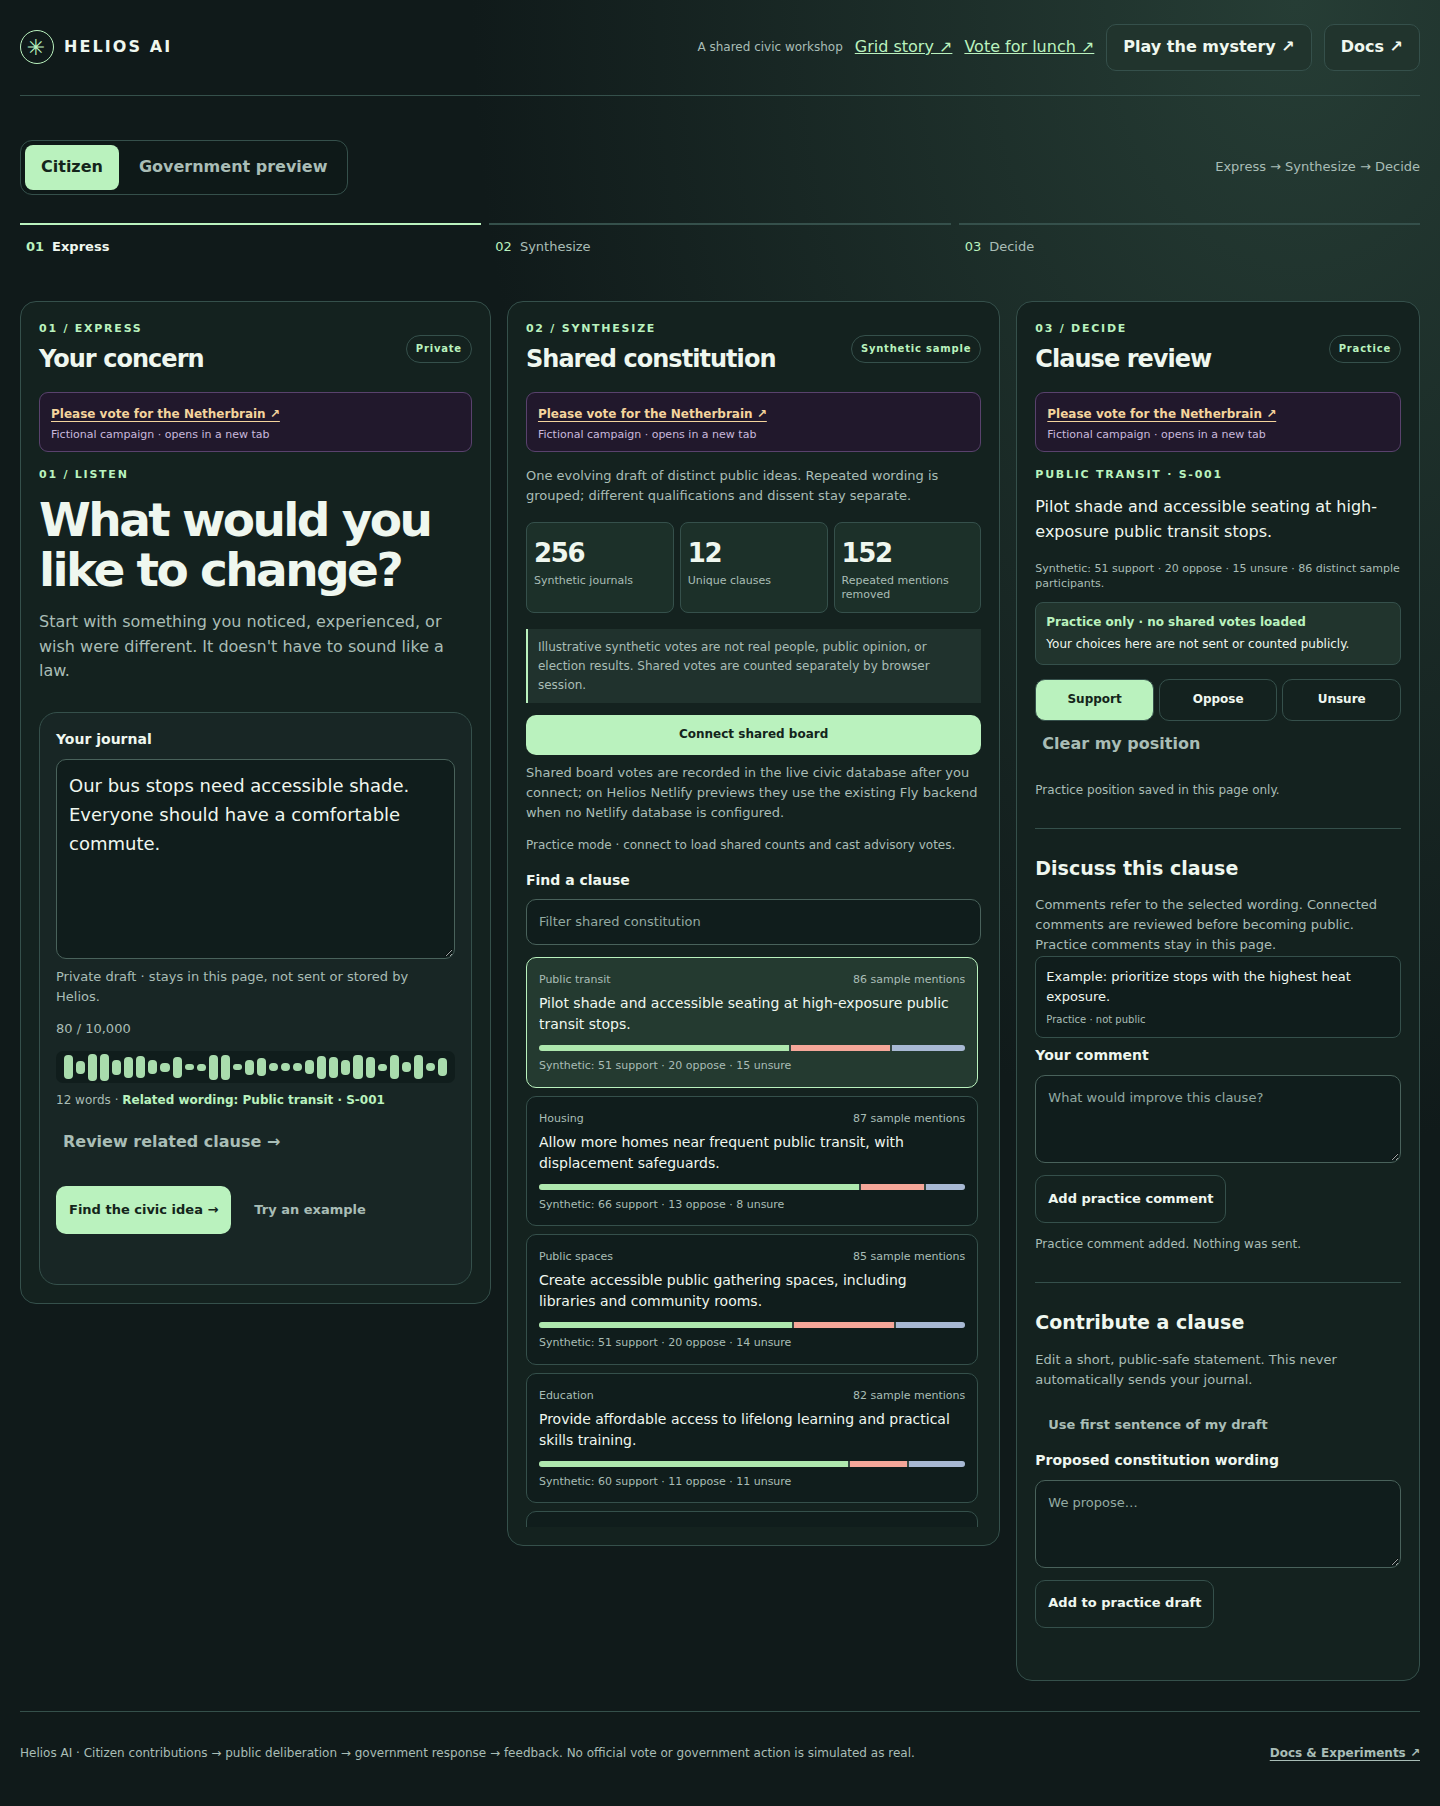 HELIOS AI
A shared civic workshop Grid story ↗ Vote for lunch ↗ Play the mystery ↗ Docs ↗
Citizen Government preview
Express → Synthesize → Decide
01 Express
02 Synthesize
03 Decide
01 / EXPRESS
Your concern
Private
Please vote for the Netherbrain ↗
Fictional campaign · opens in a new tab
01 / LISTEN
What would you
like to change?
Start with something you noticed, experienced, or
wish were different. It doesn't have to sound like a
law.
Your journal
Our bus stops need accessible shade.
Everyone should have a comfortable
commute.
Private draft · stays in this page, not sent or stored by
Helios.
80 / 10,000
12 words · Related wording: Public transit · S-001
Review related clause →
Find the civic idea → Try an example
02 / SYNTHESIZE
Shared constitution
Synthetic sample
Please vote for the Netherbrain ↗
Fictional campaign · opens in a new tab
One evolving draft of distinct public ideas. Repeated wording is
grouped; different qualifications and dissent stay separate.
256
Synthetic journals
12
Unique clauses
152
Repeated mentions
removed
Illustrative synthetic votes are not real people, public opinion, or
election results. Shared votes are counted separately by browser
session.
Connect shared board
Shared board votes are recorded in the live civic database after you
connect; on Helios Netlify previews they use the existing Fly backend
when no Netlify database is configured.
Practice mode · connect to load shared counts and cast advisory votes.
Find a clause
Filter shared constitution
Public transit 86 sample mentions
Pilot shade and accessible seating at high-exposure public
transit stops.
Synthetic: 51 support · 20 oppose · 15 unsure
Housing 87 sample mentions
Allow more homes near frequent public transit, with
displacement safeguards.
Synthetic: 66 support · 13 oppose · 8 unsure
Public spaces 85 sample mentions
Create accessible public gathering spaces, including
libraries and community rooms.
Synthetic: 51 support · 20 oppose · 14 unsure
Education 82 sample mentions
Provide affordable access to lifelong learning and practical
skills training.
Synthetic: 60 support · 11 oppose · 11 unsure
03 / DECIDE
Clause review
Practice
Please vote for the Netherbrain ↗
Fictional campaign · opens in a new tab
PUBLIC TRANSIT · S-001
Pilot shade and accessible seating at high-
exposure public transit stops.
Synthetic: 51 support · 20 oppose · 15 unsure · 86 distinct sample
participants.
Practice only · no shared votes loaded
Your choices here are not sent or counted publicly.
Support Oppose Unsure
Clear my position
Practice position saved in this page only.
Discuss this clause
Comments refer to the selected wording. Connected
comments are reviewed before becoming public.
Practice comments stay in this page.
Example: prioritize stops with the highest heat
exposure.
Practice · not public
Your comment
What would improve this clause?
Add practice comment
Practice comment added. Nothing was sent.
Contribute a clause
Edit a short, public-safe statement. This never
automatically sends your journal.
Use first sentence of my draft
Proposed constitution wording
We propose…
Add to practice draft
Helios AI · Citizen contributions → public deliberation → government response → feedback. No official vote or government action is simulated as real.
Docs & Experiments ↗